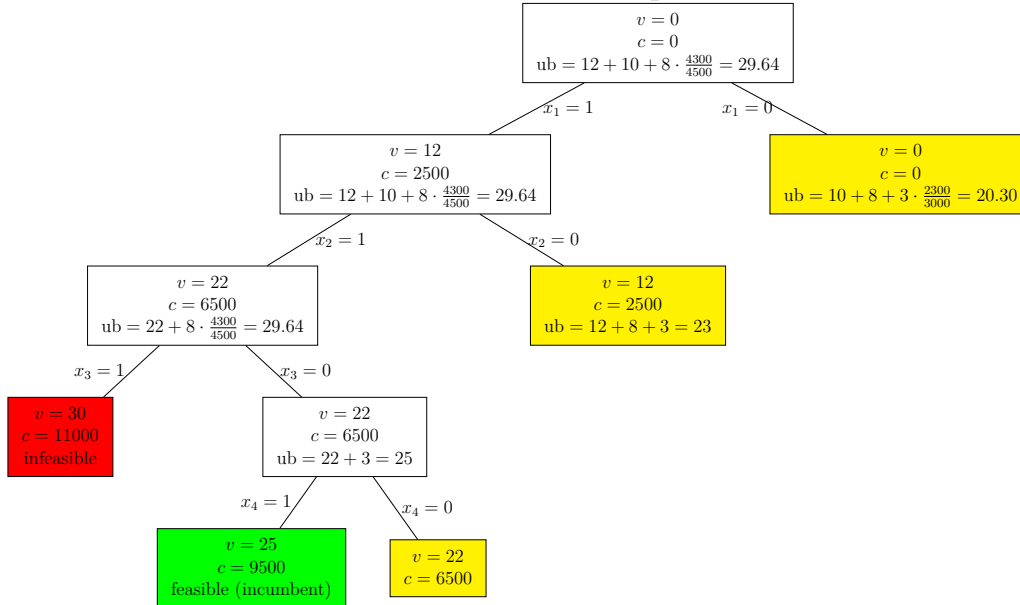 v = 0
c = 0
ub = 12 + 10 + 8 · 4300/4500 = 29.64
x₁ = 1
x₁ = 0
v = 12
c = 2500
ub = 12 + 10 + 8 · 4300/4500 = 29.64
v = 0
c = 0
ub = 10 + 8 + 3 · 2300/3000 = 20.30
x₂ = 1
x₂ = 0
v = 22
c = 6500
ub = 22 + 8 · 4300/4500 = 29.64
v = 12
c = 2500
ub = 12 + 8 + 3 = 23
x₃ = 1
x₃ = 0
v = 30
c = 11000
infeasible
v = 22
c = 6500
ub = 22 + 3 = 25
x₄ = 1
x₄ = 0
v = 25
c = 9500
feasible (incumbent)
v = 22
c = 6500